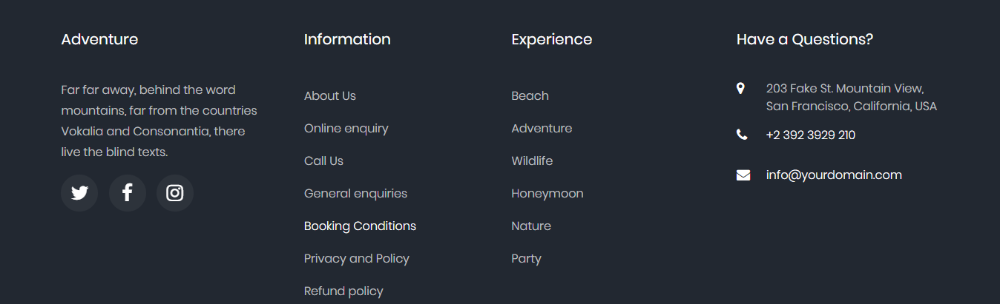 Adventure
Far far away, behind the word
mountains, far from the countries
Vokalia and Consonantia, there
live the blind texts.
Information
About Us
Online enquiry
Call Us
General enquiries
Booking Conditions
Privacy and Policy
Refund policy
Experience
Beach
Adventure
Wildlife
Honeymoon
Nature
Party
Have a Questions?
203 Fake St. Mountain View,
San Francisco, California, USA
+2 392 3929 210
info@yourdomain.com